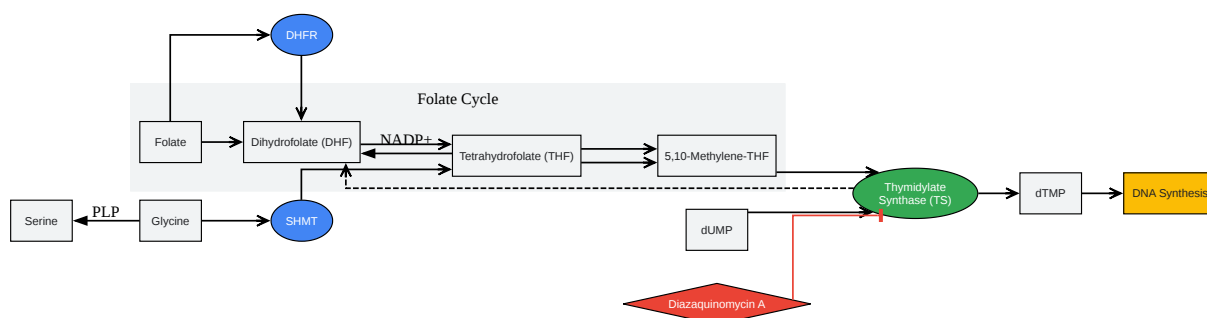 DHFR
Folate Cycle
Folate
Dihydrofolate (DHF)
NADP+
Tetrahydrofolate (THF)
5,10-Methylene-THF
Thymidylate
Synthase (TS)
dTMP
DNA Synthesis
Serine
PLP
Glycine
SHMT
dUMP
Diazaquinomycin A